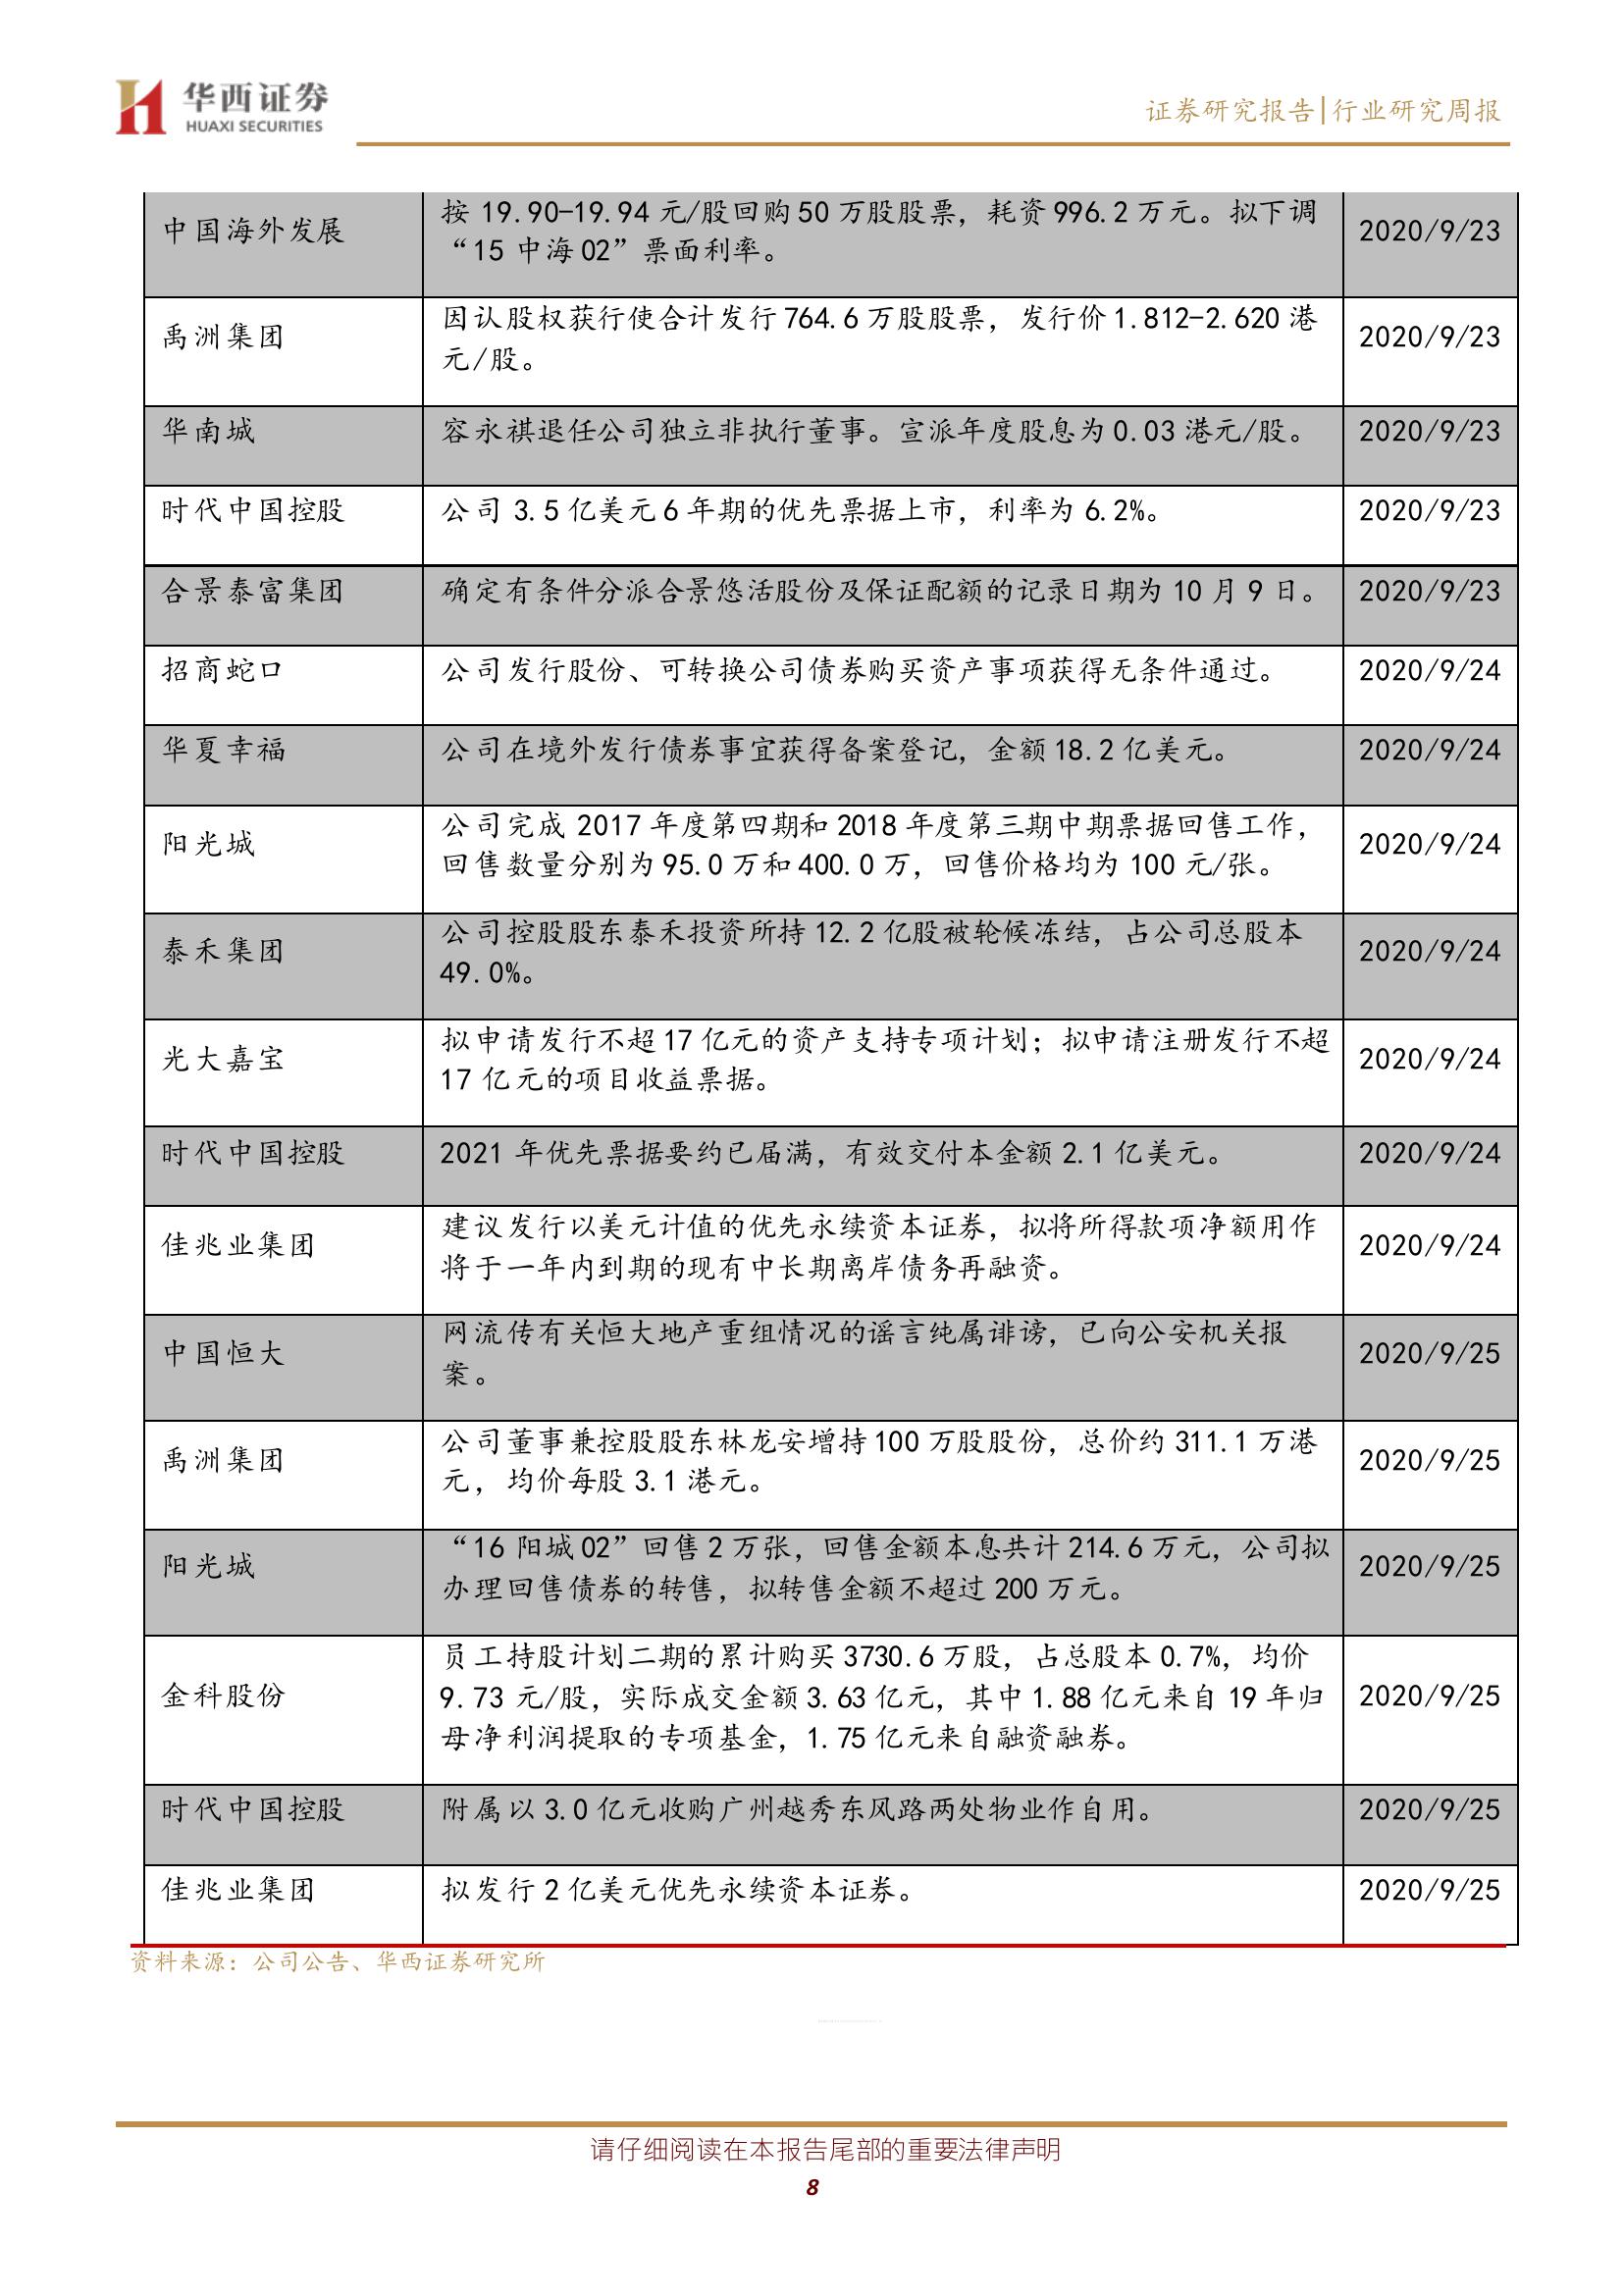 华西证券
HUAXI SECURITIES
证券研究报告|行业研究周报
中国海外发展
按 19.90-19.94 元/股回购 50 万股股票，耗资 996.2 万元。拟下调
“15 中海 02”票面利率。
2020/9/23
禹洲集团
因认股权获行使合计发行 764.6 万股股票，发行价 1.812-2.620 港
元/股。
2020/9/23
华南城
容永祺退任公司独立非执行董事。宣派年度股息为 0.03 港元/股。
2020/9/23
时代中国控股
公司 3.5 亿美元 6 年期的优先票据上市，利率为 6.2%。
2020/9/23
合景泰富集团
确定有条件分派合景悠活股份及保证配额的记录日期为 10 月 9 日。
2020/9/23
招商蛇口
公司发行股份、可转换公司债券购买资产事项获得无条件通过。
2020/9/24
华夏幸福
公司在境外发行债券事宜获得备案登记，金额 18.2 亿美元。
2020/9/24
阳光城
公司完成 2017 年度第四期和 2018 年度第三期中期票据回售工作，
回售数量分别为 95.0 万和 400.0 万，回售价格均为 100 元/张。
2020/9/24
泰禾集团
公司控股股东泰禾投资所持 12.2 亿股被轮候冻结，占公司总股本
49.0%。
2020/9/24
光大嘉宝
拟申请发行不超 17 亿元的资产支持专项计划；拟申请注册发行不超
17 亿元的项目收益票据。
2020/9/24
时代中国控股
2021 年优先票据要约已届满，有效交付本金额 2.1 亿美元。
2020/9/24
佳兆业集团
建议发行以美元计值的优先永续资本证券，拟将所得款项净额用作
将于一年内到期的现有中长期离岸债务再融资。
2020/9/24
中国恒大
网流传有关恒大地产重组情况的谣言纯属诽谤，已向公安机关报
案。
2020/9/25
禹洲集团
公司董事兼控股股东林龙安增持 100 万股股份，总价约 311.1 万港
元，均价每股 3.1 港元。
2020/9/25
阳光城
“16 阳城 02”回售 2 万张，回售金额本息共计 214.6 万元，公司拟
办理回售债券的转售，拟转售金额不超过 200 万元。
2020/9/25
金科股份
员工持股计划二期的累计购买 3730.6 万股，占总股本 0.7%，均价
9.73 元/股，实际成交金额 3.63 亿元，其中 1.88 亿元来自 19 年归
母净利润提取的专项基金，1.75 亿元来自融资融券。
2020/9/25
时代中国控股
附属以 3.0 亿元收购广州越秀东风路两处物业作自用。
2020/9/25
佳兆业集团
拟发行 2 亿美元优先永续资本证券。
2020/9/25
资料来源：公司公告、华西证券研究所
请仔细阅读在本报告尾部的重要法律声明
8